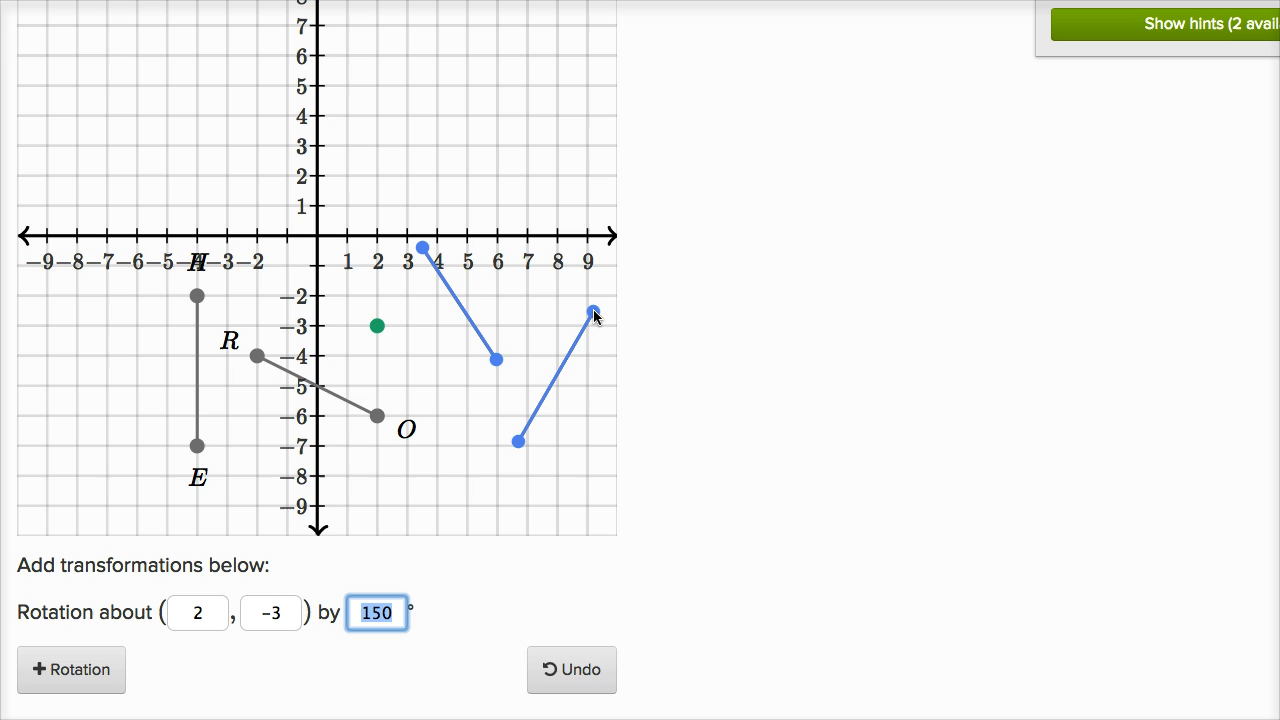 Show hints (2 avail
8
7
6
5
4
3
2
1
−9 −8 −7 −6 −5 −4 −3 −2 1 2 3 4 5 6 7 8 9
H
−2
−3
R
−4
−5
−6
O
−7
E
−8
−9
Add transformations below:
Rotation about (2, −3) by 150°
+ Rotation
Undo